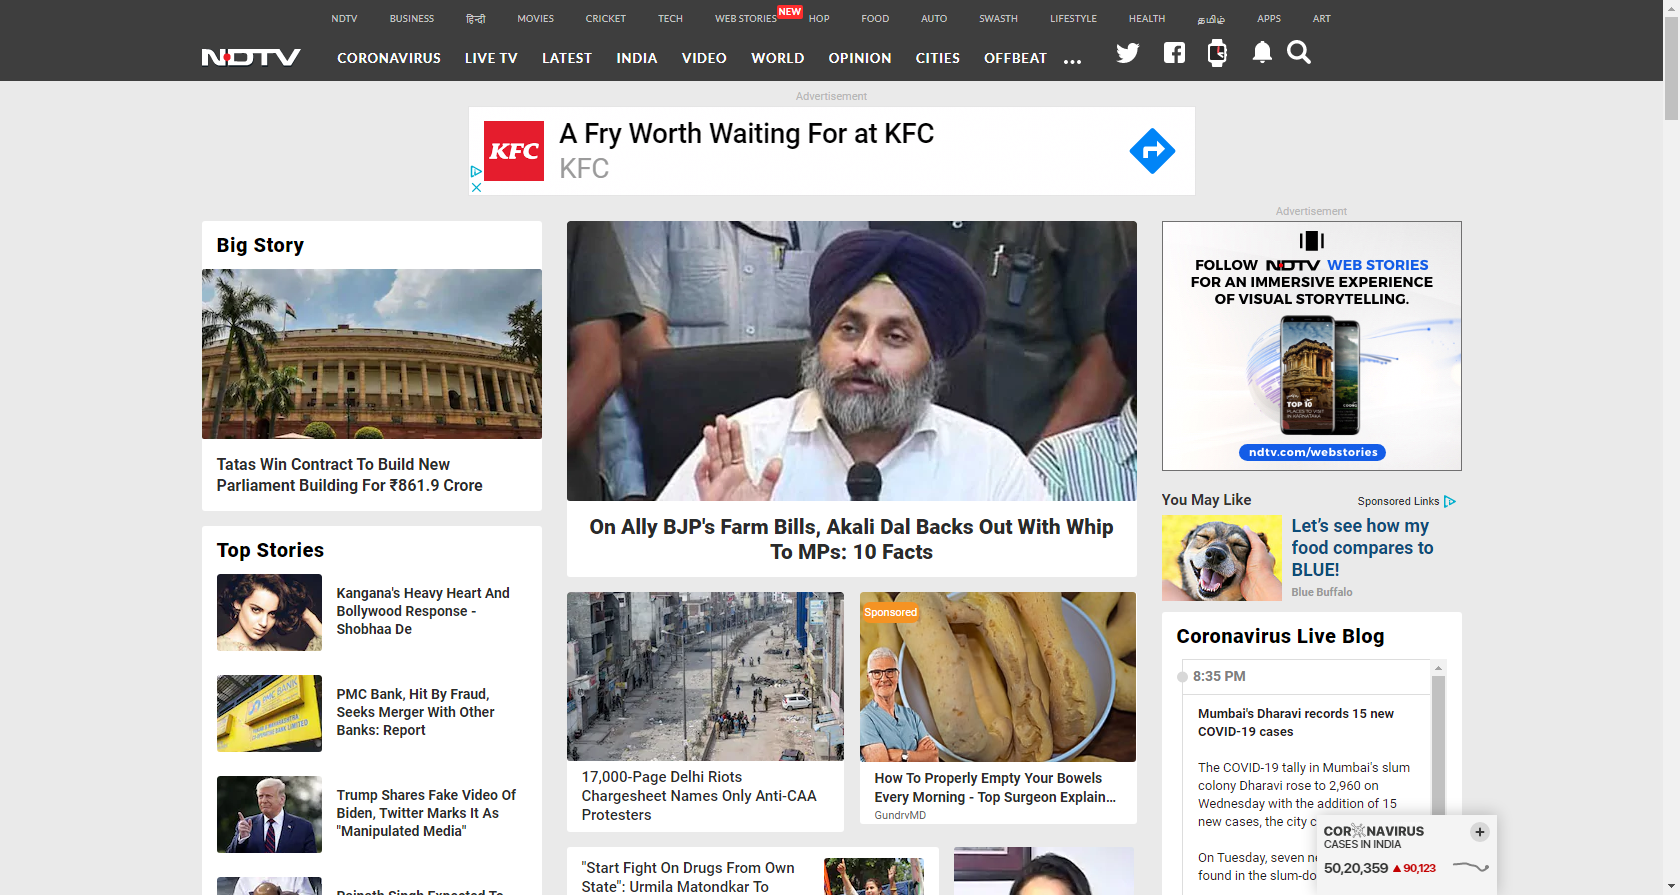 NDTV BUSINESS हिन्दी MOVIES CRICKET TECH WEB STORIES NEW HOP FOOD AUTO SWASTH LIFESTYLE HEALTH தமிழ் APPS ART
NDTV CORONAVIRUS LIVE TV LATEST INDIA VIDEO WORLD OPINION CITIES OFFBEAT ...
Advertisement
KFC
A Fry Worth Waiting For at KFC
KFC
Big Story
Tatas Win Contract To Build New
Parliament Building For ₹861.9 Crore
Top Stories
Kangana's Heavy Heart And
Bollywood Response -
Shobhaa De
PMC BANK
PMC Bank, Hit By Fraud,
Seeks Merger With Other
Banks: Report
Trump Shares Fake Video Of
Biden, Twitter Marks It As
"Manipulated Media"
Rajnath Singh Expected To
On Ally BJP's Farm Bills, Akali Dal Backs Out With Whip
To MPs: 10 Facts
17,000-Page Delhi Riots
Chargesheet Names Only Anti-CAA
Protesters
Sponsored
How To Properly Empty Your Bowels
Every Morning - Top Surgeon Explain...
GundrvMD
"Start Fight On Drugs From Own
State": Urmila Matondkar To
Advertisement
FOLLOW NDTV WEB STORIES
FOR AN IMMERSIVE EXPERIENCE
OF VISUAL STORYTELLING.
TOP 10
PLACES TO VISIT
IN KARNATAKA
ndtv.com/webstories
You May Like
Sponsored Links
Let's see how my
food compares to
BLUE!
Blue Buffalo
Coronavirus Live Blog
8:35 PM
Mumbai's Dharavi records 15 new
COVID-19 cases
The COVID-19 tally in Mumbai's slum
colony Dharavi rose to 2,960 on
Wednesday with the addition of 15
new cases, the city c
On Tuesday, seven ne
found in the slum-do
CORONAVIRUS
CASES IN INDIA
50,20,359 ▲90,123